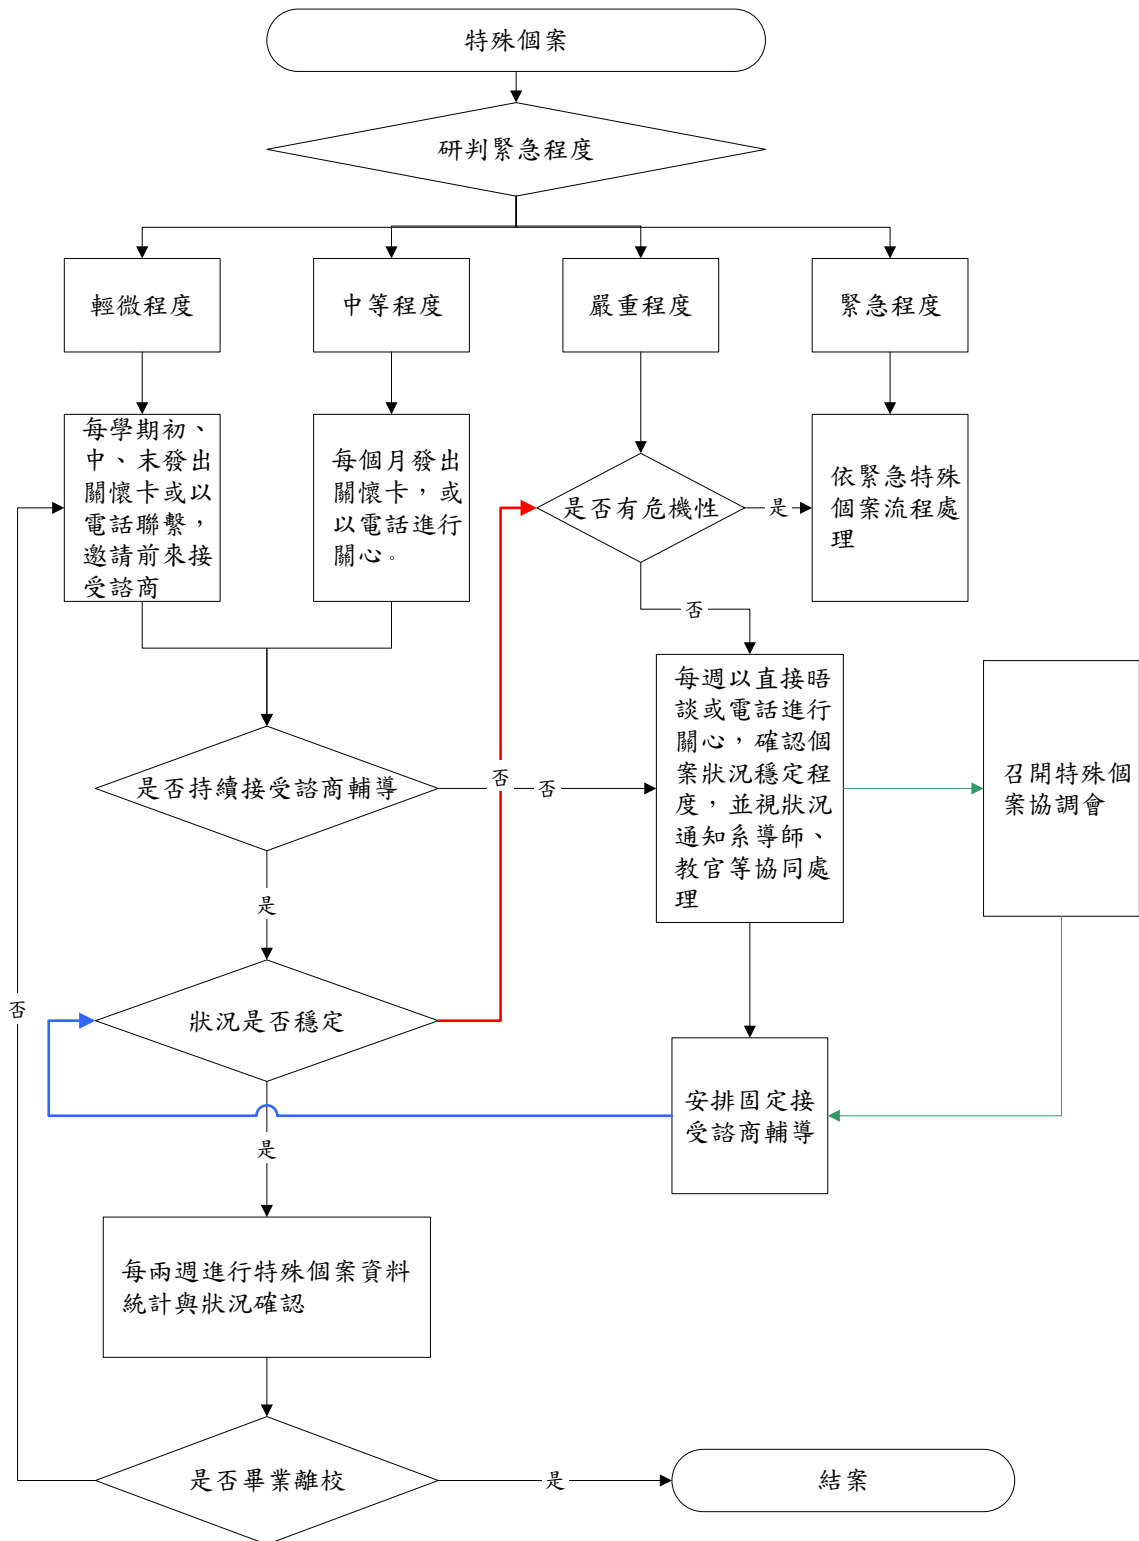 特殊個案
研判緊急程度
輕微程度
中等程度
嚴重程度
緊急程度
每學期初、
中、末發出
關懷卡或以
電話聯繫，
邀請前來接
受諮商
每個月發出
關懷卡，或
以電話進行
關心。
是否有危機性
是
依緊急特殊
個案流程處
理
否
每週以直接晤
談或電話進行
關心，確認個
案狀況穩定程
度，並視狀況
通知系導師、
教官等協同處
理
召開特殊個
案協調會
是否持續接受諮商輔導
否
否
是
狀況是否穩定
否
安排固定接
受諮商輔導
是
每兩週進行特殊個案資料
統計與狀況確認
是否畢業離校
是
結案